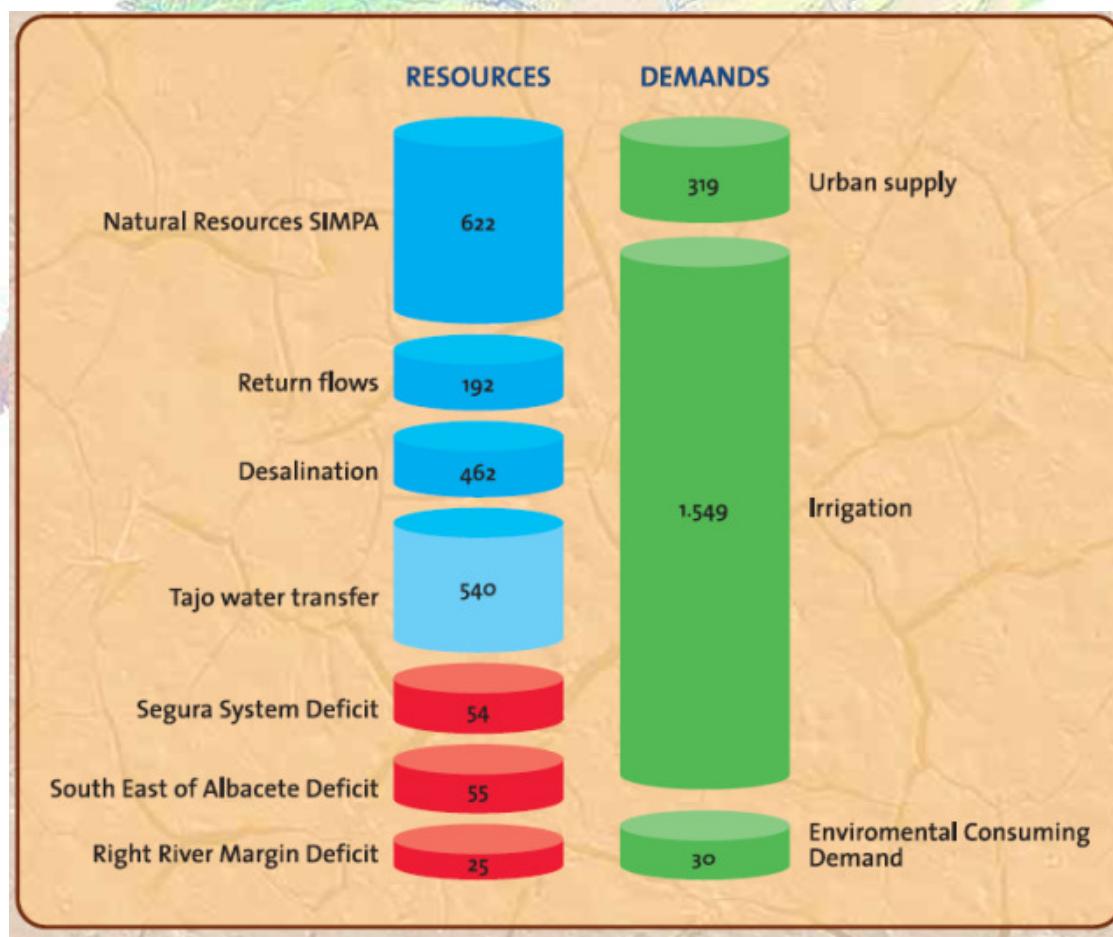 RESOURCES DEMANDS
Natural Resources SIMPA 622 319 Urban supply
Return flows 192
Desalination 462
1.549 Irrigation
Tajo water transfer 540
Segura System Deficit 54
South East of Albacete Deficit 55
Right River Margin Deficit 25 30 Enviromental Consuming
Demand